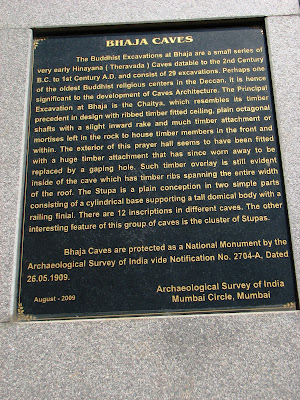 BHAJA CAVES
The Buddhist Excavations at Bhaja are a small series of
very early Hinayana ( Theravada ) Caves datable to the 2nd Century
B.C. to 1st Century A.D. and consist of 29 excavations. Perhaps one
of the oldest Buddhist religious centers in the Deccan, it is hence
significant to the development of Caves Architecture. The Principal
Excavation at Bhaja is the Chaitya, which resembles its timber
precedent in design with ribbed timber fitted ceiling, plain octagonal
shafts with a slight inward rake and much timber attachment or
mortises left in the rock to house timber members in the front and
within. The exterior of this prayer hall seems to have been fitted
with a huge timber attachment that has since worn away to be
replaced by a gaping hole. Such timber overlay is still evident
inside of the cave which has timber ribs spanning the entire width
of the roof. The Stupa is a plain conception in two simple parts
consisting of a cylindrical base supporting a tall domical body with a
railing finial. There are 12 inscriptions in different caves. The other
interesting feature of this group of caves is the cluster of Stupas.
Bhaja Caves are protected as a National Monument by the
Archaeological Survey of India vide Notification No. 2704-A, Dated
26.05.1909.
August - 2009
Archaeological Survey of India
Mumbai Circle, Mumbai